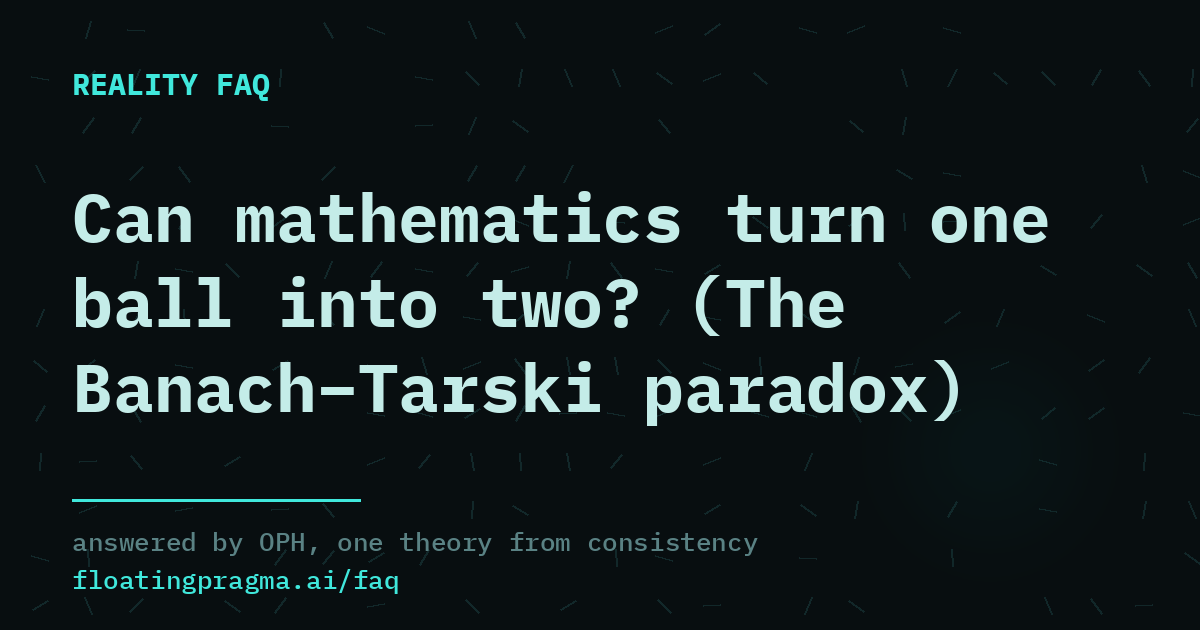 REALITY FAQ
Can mathematics turn one
ball into two? (The
Banach–Tarski paradox)
answered by OPH, one theory from consistency
floatingpragma.ai/faq